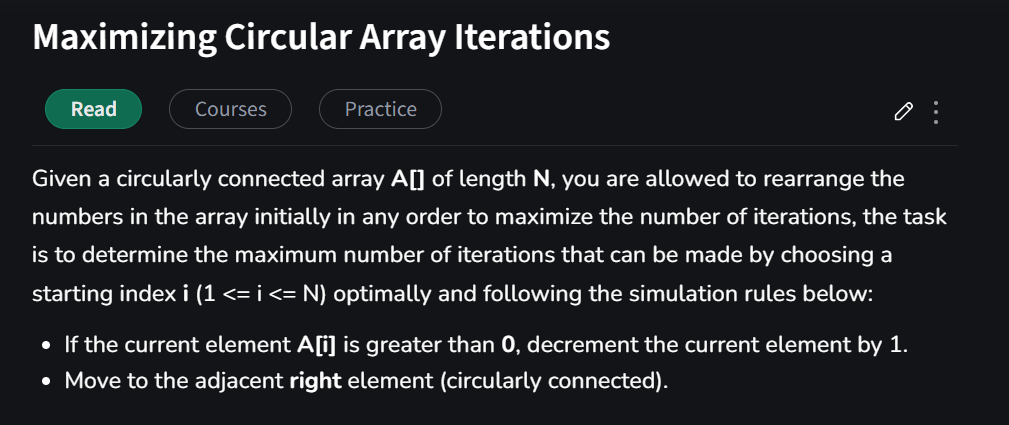 Maximizing Circular Array Iterations
Read Courses Practice
Given a circularly connected array A[] of length N, you are allowed to rearrange the
numbers in the array initially in any order to maximize the number of iterations, the task
is to determine the maximum number of iterations that can be made by choosing a
starting index i (1 <= i <= N) optimally and following the simulation rules below:
• If the current element A[i] is greater than 0, decrement the current element by 1.
• Move to the adjacent right element (circularly connected).